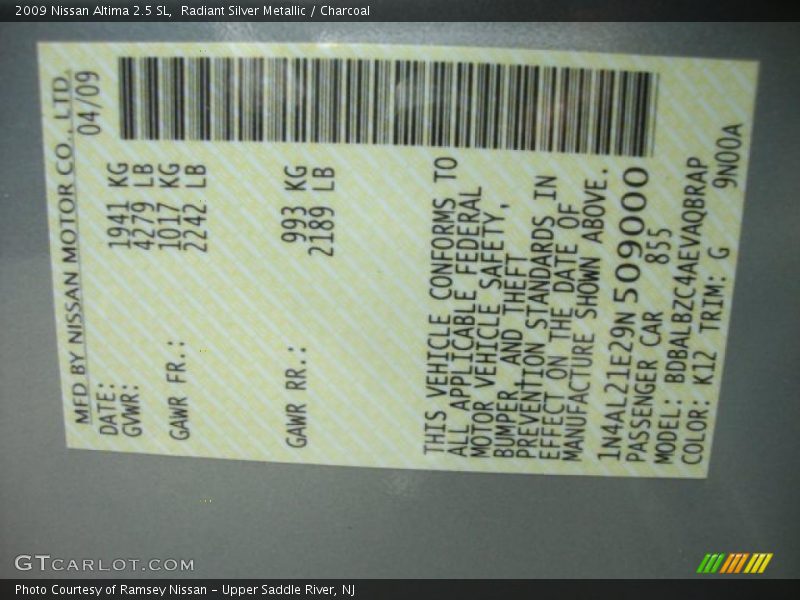 2009 Nissan Altima 2.5 SL, Radiant Silver Metallic / Charcoal
MFD BY NISSAN MOTOR CO., LTD.
DATE: 04/09
GVWR: 1941 KG
4279 LB
GAWR FR.: 1017 KG
2242 LB
GAWR RR.: 993 KG
2189 LB
THIS VEHICLE CONFORMS TO
ALL APPLICABLE FEDERAL
MOTOR VEHICLE SAFETY,
BUMPER, AND THEFT
PREVENTION STANDARDS IN
EFFECT ON THE DATE OF
MANUFACTURE SHOWN ABOVE.
1N4AL21E29N509000
PASSENGER CAR 855
MODEL: BDBALBZC4AEVAQBRAP
COLOR: K12 TRIM: G 9N00A
GTCARLOT.COM
Photo Courtesy of Ramsey Nissan - Upper Saddle River, NJ